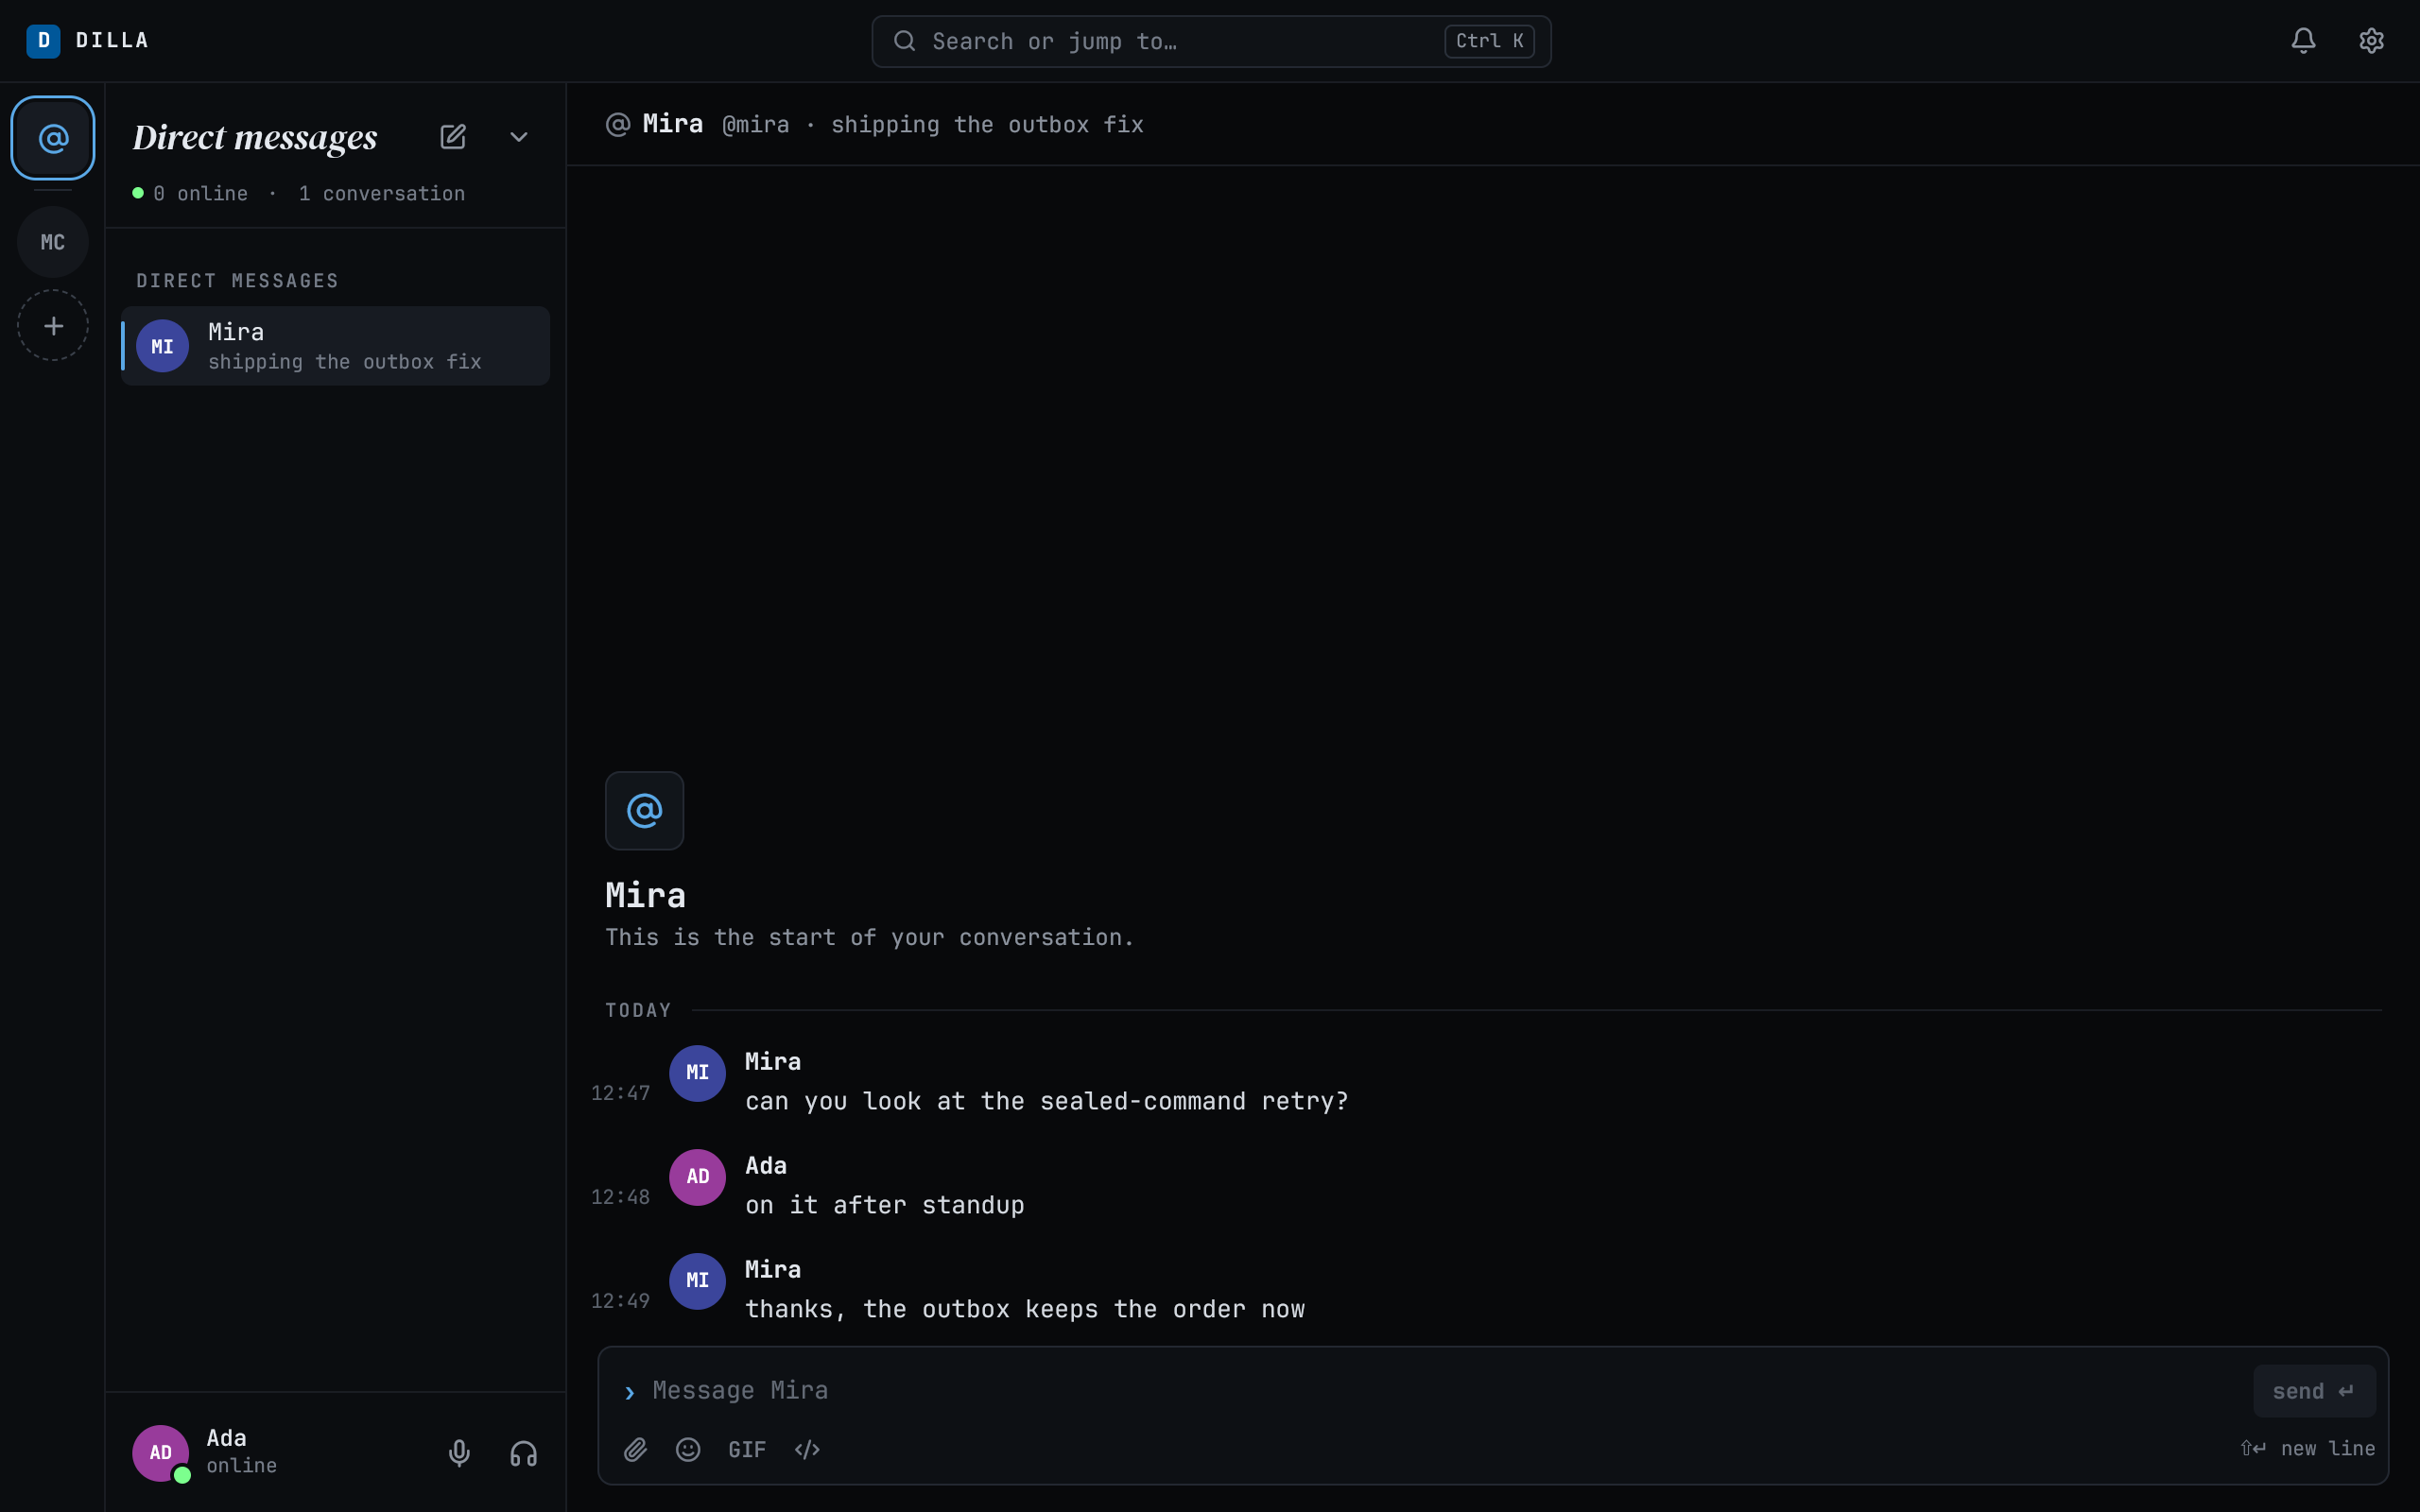 D DILLA
Search or jump to…
Ctrl K
Direct messages
0 online · 1 conversation
MC
DIRECT MESSAGES
MI
Mira
shipping the outbox fix
AD
Ada
online
Mira @mira · shipping the outbox fix
Mira
This is the start of your conversation.
TODAY
MI
Mira
12:47
can you look at the sealed-command retry?
AD
Ada
12:48
on it after standup
MI
Mira
12:49
thanks, the outbox keeps the order now
› Message Mira
send ↵
GIF
⇧↵ new line